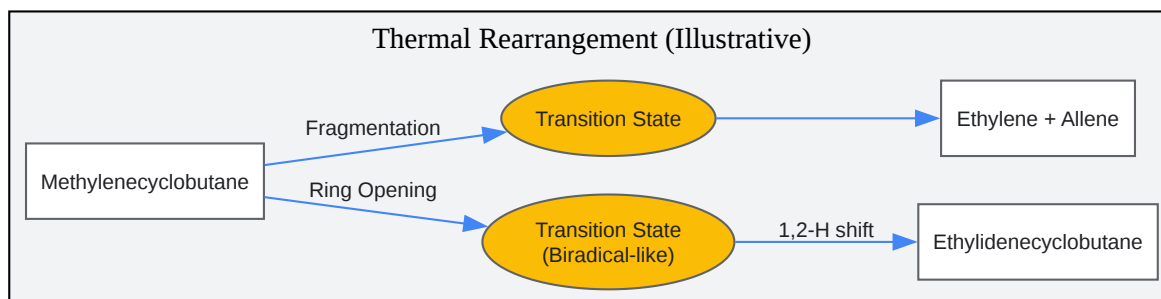 Thermal Rearrangement (Illustrative)
Methylenecyclobutane
Fragmentation
Transition State
Ethylene + Allene
Ring Opening
Transition State
(Biradical-like)
1,2-H shift
Ethylidenecyclobutane